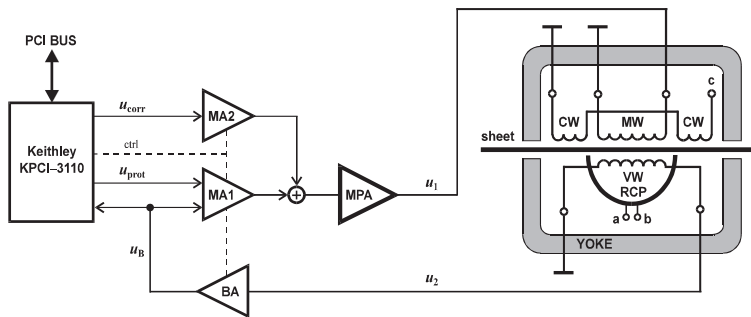 PCI BUS
Keithley
KPCI–3110
u_corr
ctrl
u_prot
u_B
MA2
MA1
BA
+
MPA
u_1
u_2
c
CW
MW
CW
sheet
VW
RCP
a
b
YOKE